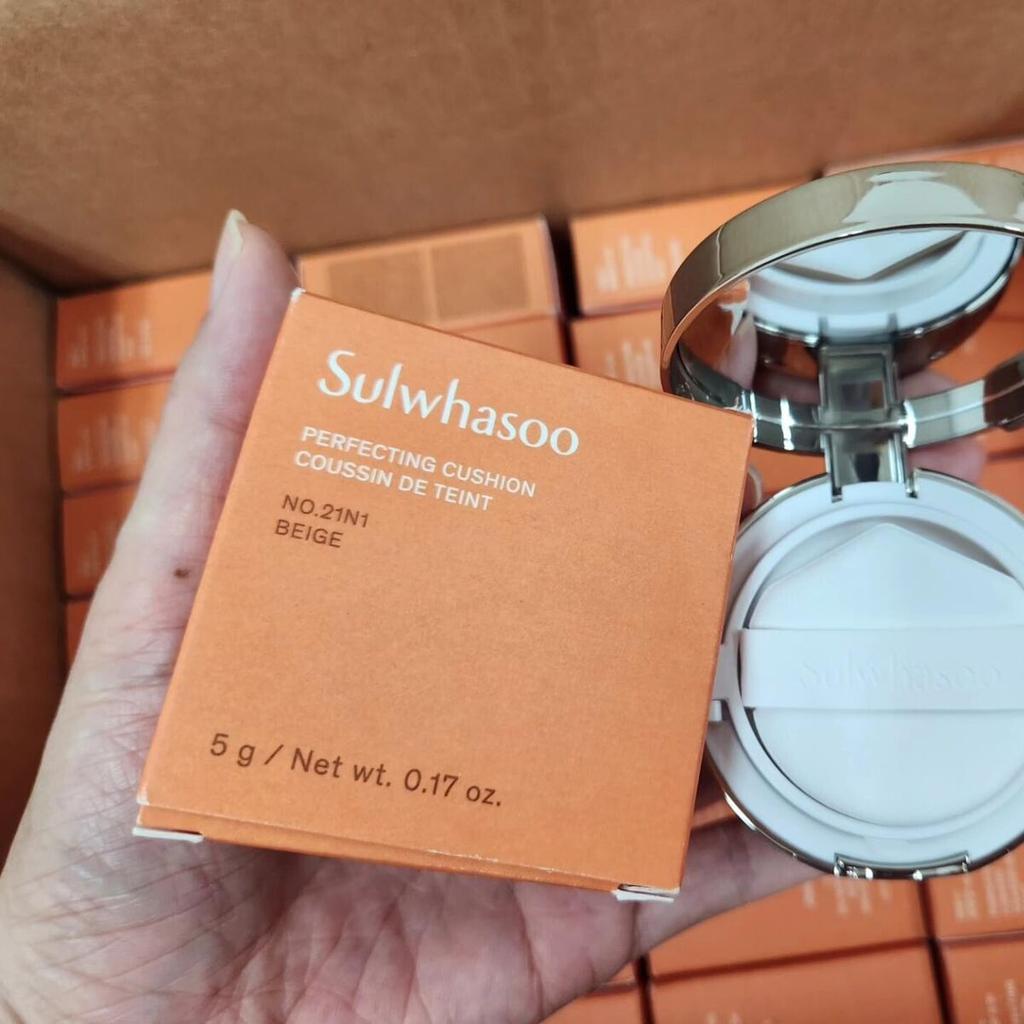 Sulwhasoo
PERFECTING CUSHION
COUSSIN DE TEINT
NO.21N1
BEIGE
5 g / Net wt. 0.17 oz.
Sulwhasoo